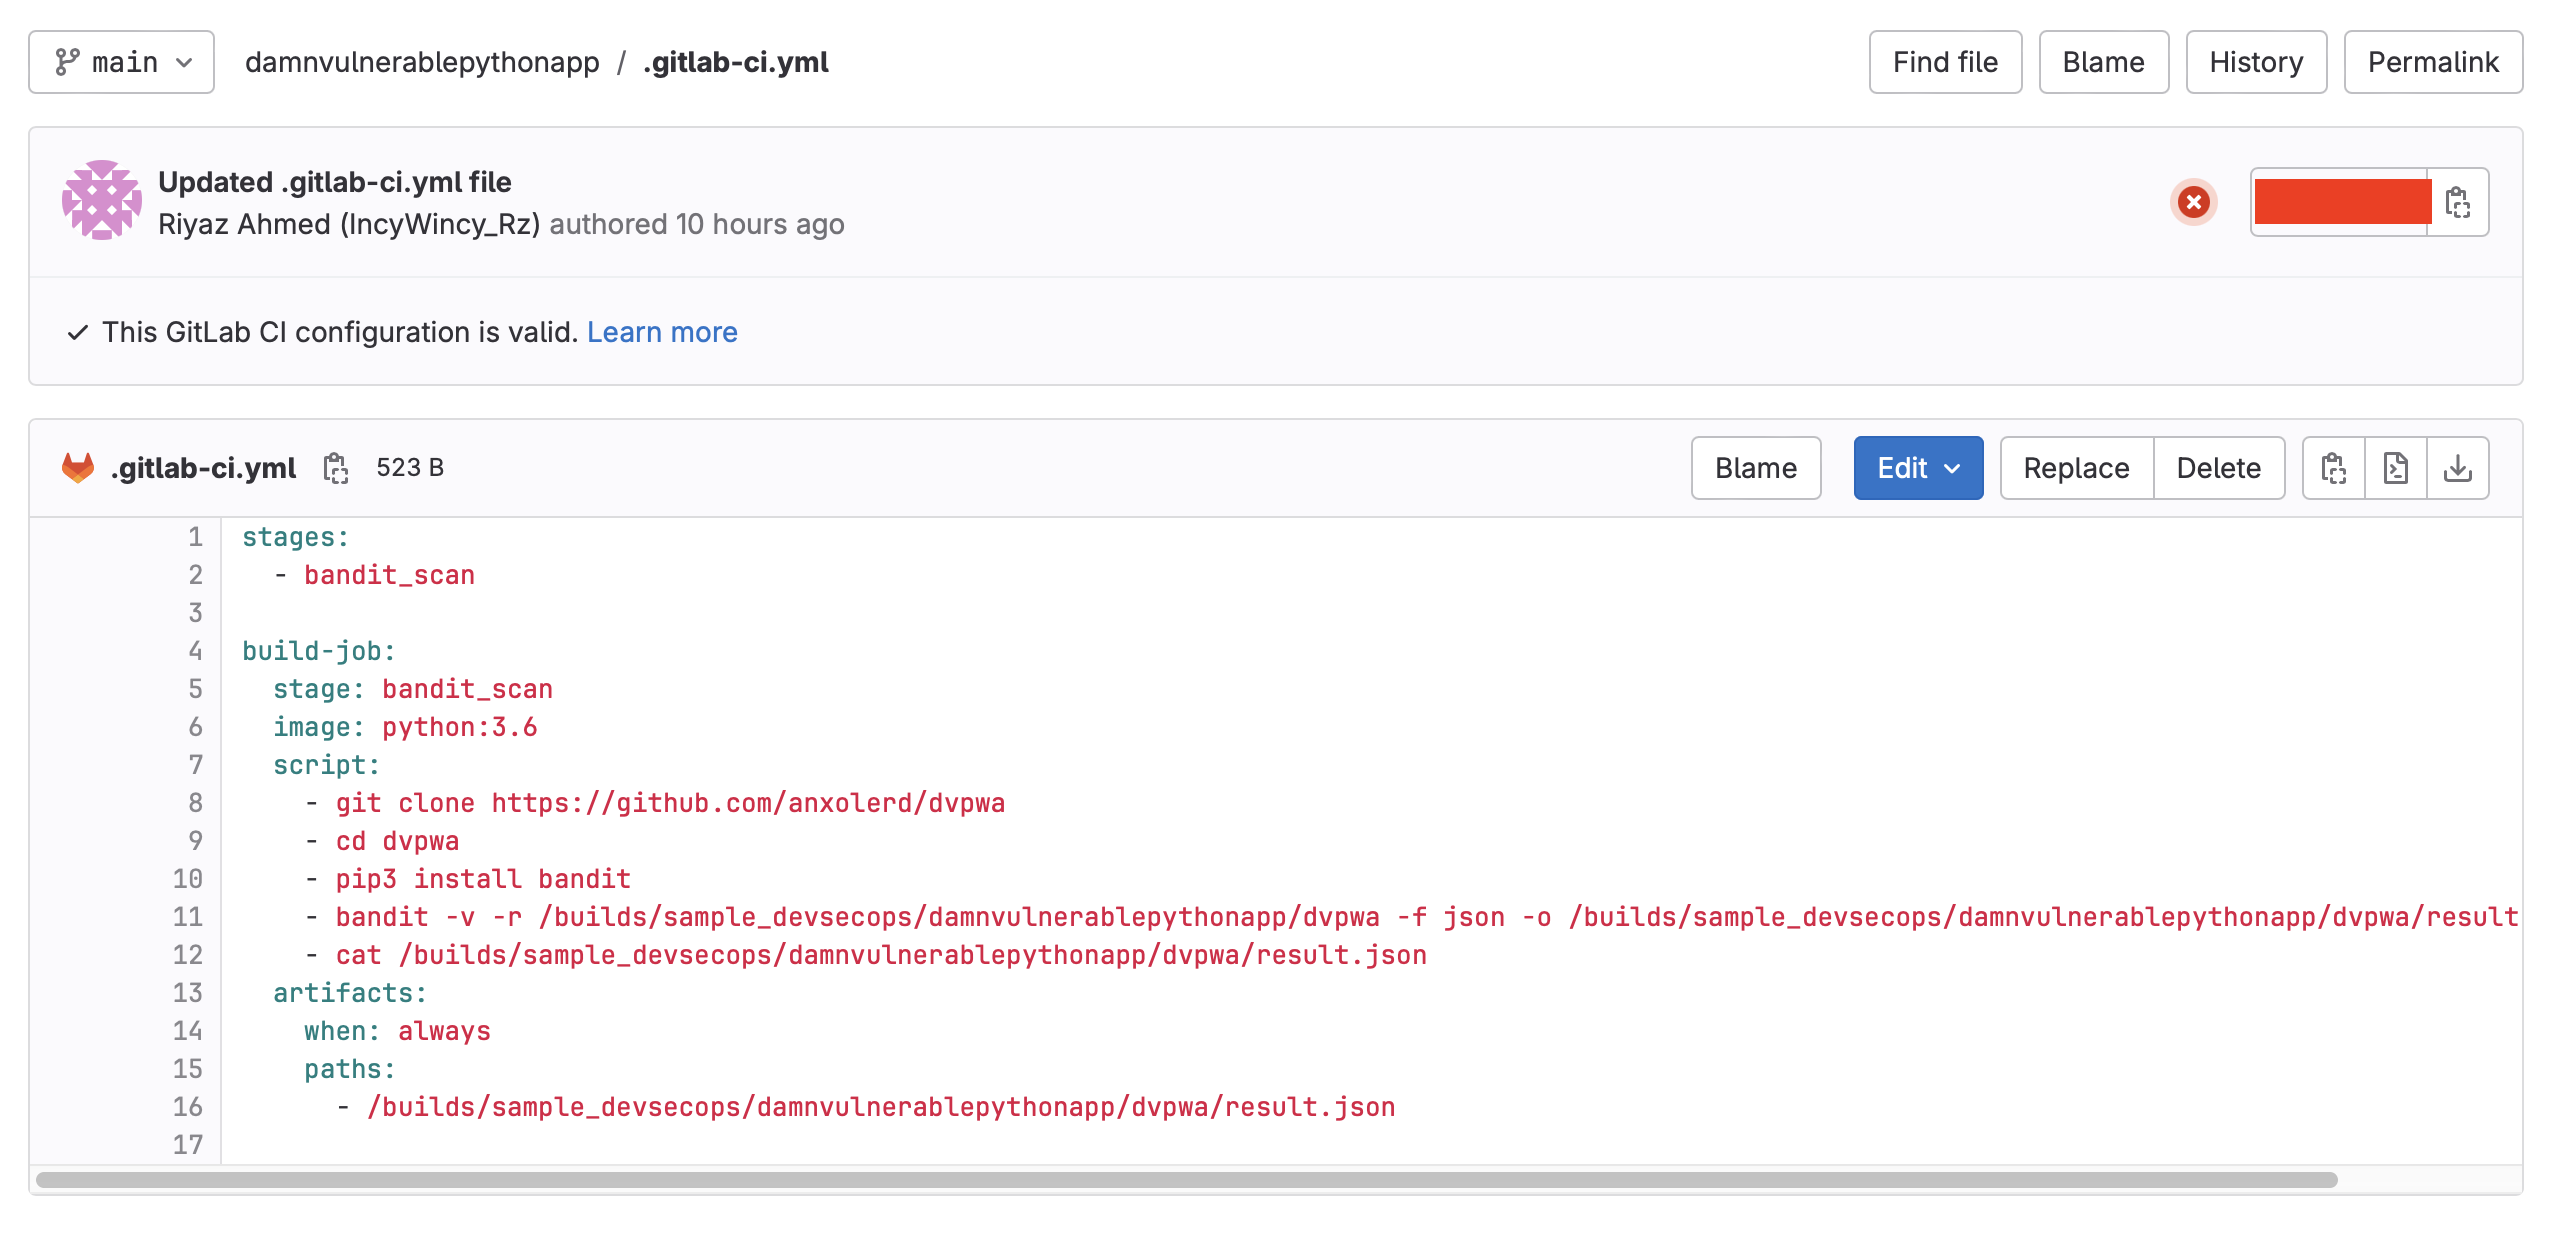 main damnvulnerablepythonapp / .gitlab-ci.yml Find file Blame History Permalink
Updated .gitlab-ci.yml file
Riyaz Ahmed (IncyWincy_Rz) authored 10 hours ago
This GitLab CI configuration is valid. Learn more
.gitlab-ci.yml 523 B Blame Edit Replace Delete
1 stages:
2   - bandit_scan
3
4 build-job:
5   stage: bandit_scan
6   image: python:3.6
7   script:
8     - git clone https://github.com/anxolerd/dvpwa
9     - cd dvpwa
10     - pip3 install bandit
11     - bandit -v -r /builds/sample_devsecops/damnvulnerablepythonapp/dvpwa -f json -o /builds/sample_devsecops/damnvulnerablepythonapp/dvpwa/result
12     - cat /builds/sample_devsecops/damnvulnerablepythonapp/dvpwa/result.json
13   artifacts:
14     when: always
15     paths:
16       - /builds/sample_devsecops/damnvulnerablepythonapp/dvpwa/result.json
17